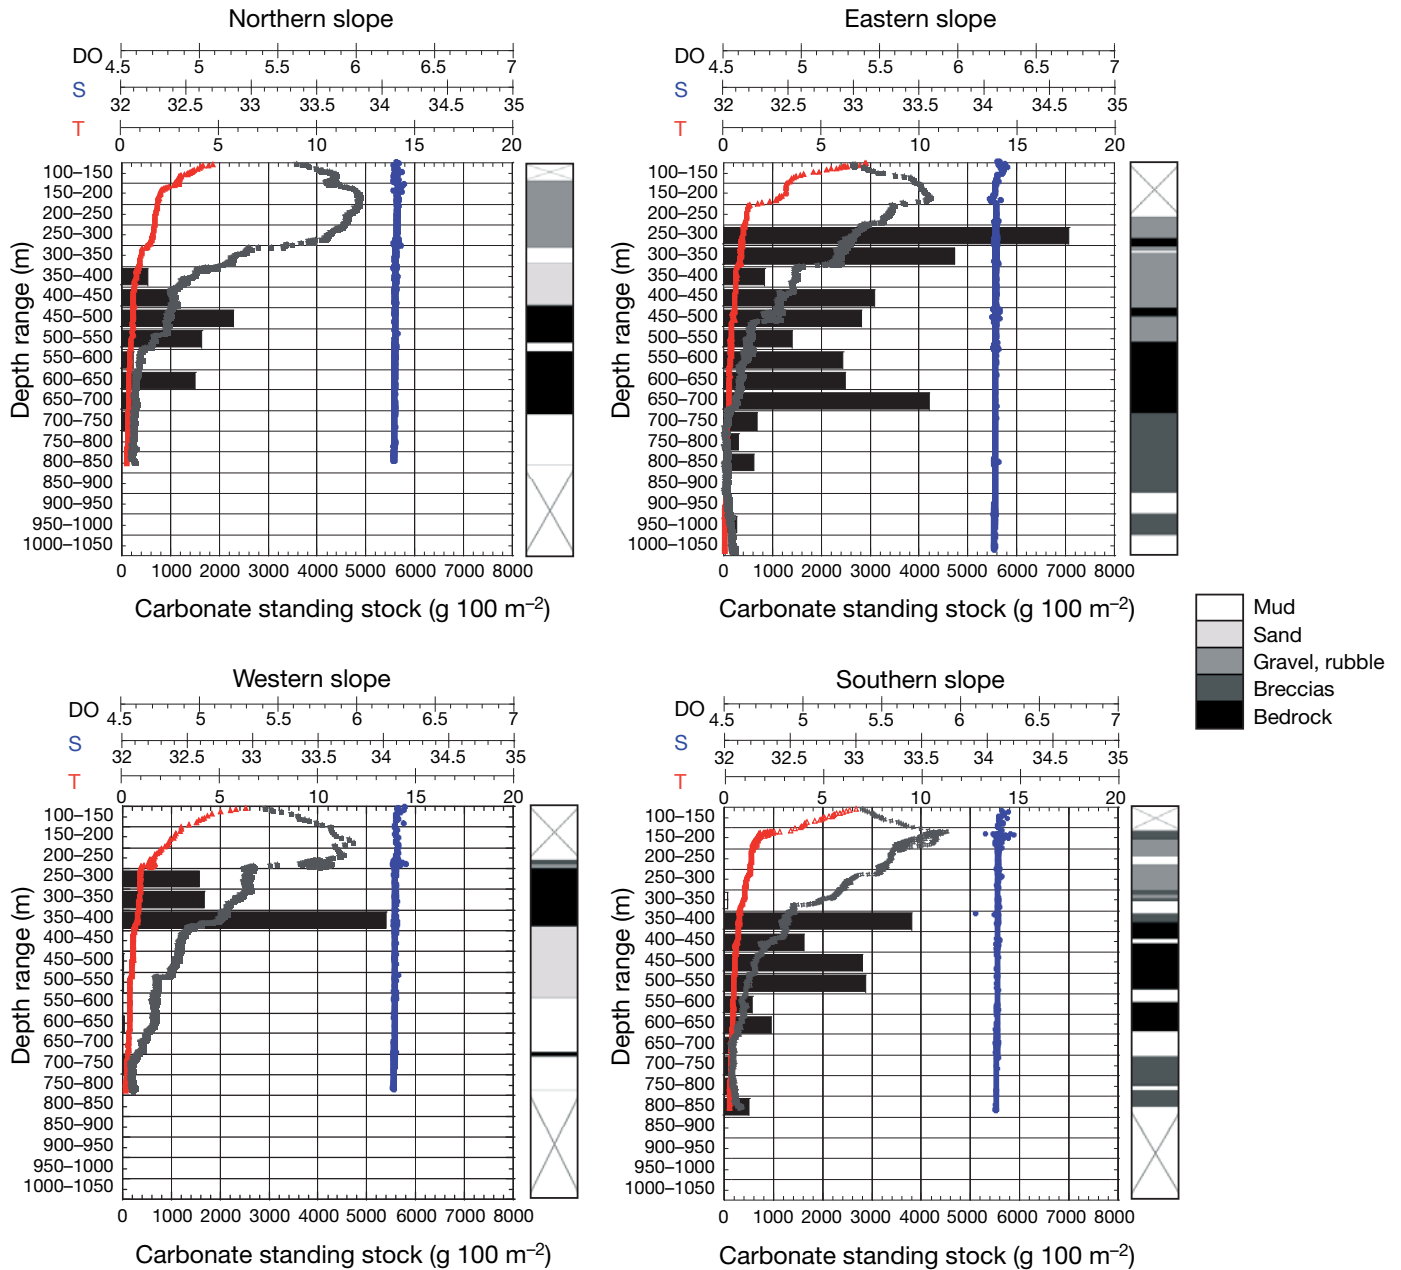 Northern slope
DO
4.5 5 5.5 6 6.5 7
S
32 32.5 33 33.5 34 34.5 35
T
0 5 10 15 20
Depth range (m)
100–150
150–200
200–250
250–300
300–350
350–400
400–450
450–500
500–550
550–600
600–650
650–700
700–750
750–800
800–850
850–900
900–950
950–1000
1000–1050
0 1000 2000 3000 4000 5000 6000 7000 8000
Carbonate standing stock (g 100 m–2)
Eastern slope
DO
4.5 5 5.5 6 6.5 7
S
32 32.5 33 33.5 34 34.5 35
T
0 5 10 15 20
Depth range (m)
100–150
150–200
200–250
250–300
300–350
350–400
400–450
450–500
500–550
550–600
600–650
650–700
700–750
750–800
800–850
850–900
900–950
950–1000
1000–1050
0 1000 2000 3000 4000 5000 6000 7000 8000
Carbonate standing stock (g 100 m–2)
Mud
Sand
Gravel, rubble
Breccias
Bedrock
Western slope
DO
4.5 5 5.5 6 6.5 7
S
32 32.5 33 33.5 34 34.5 35
T
0 5 10 15 20
Depth range (m)
100–150
150–200
200–250
250–300
300–350
350–400
400–450
450–500
500–550
550–600
600–650
650–700
700–750
750–800
800–850
850–900
900–950
950–1000
1000–1050
0 1000 2000 3000 4000 5000 6000 7000 8000
Carbonate standing stock (g 100 m–2)
Southern slope
DO
4.5 5 5.5 6 6.5 7
S
32 32.5 33 33.5 34 34.5 35
T
0 5 10 15 20
Depth range (m)
100–150
150–200
200–250
250–300
300–350
350–400
400–450
450–500
500–550
550–600
600–650
650–700
700–750
750–800
800–850
850–900
900–950
950–1000
1000–1050
0 1000 2000 3000 4000 5000 6000 7000 8000
Carbonate standing stock (g 100 m–2)